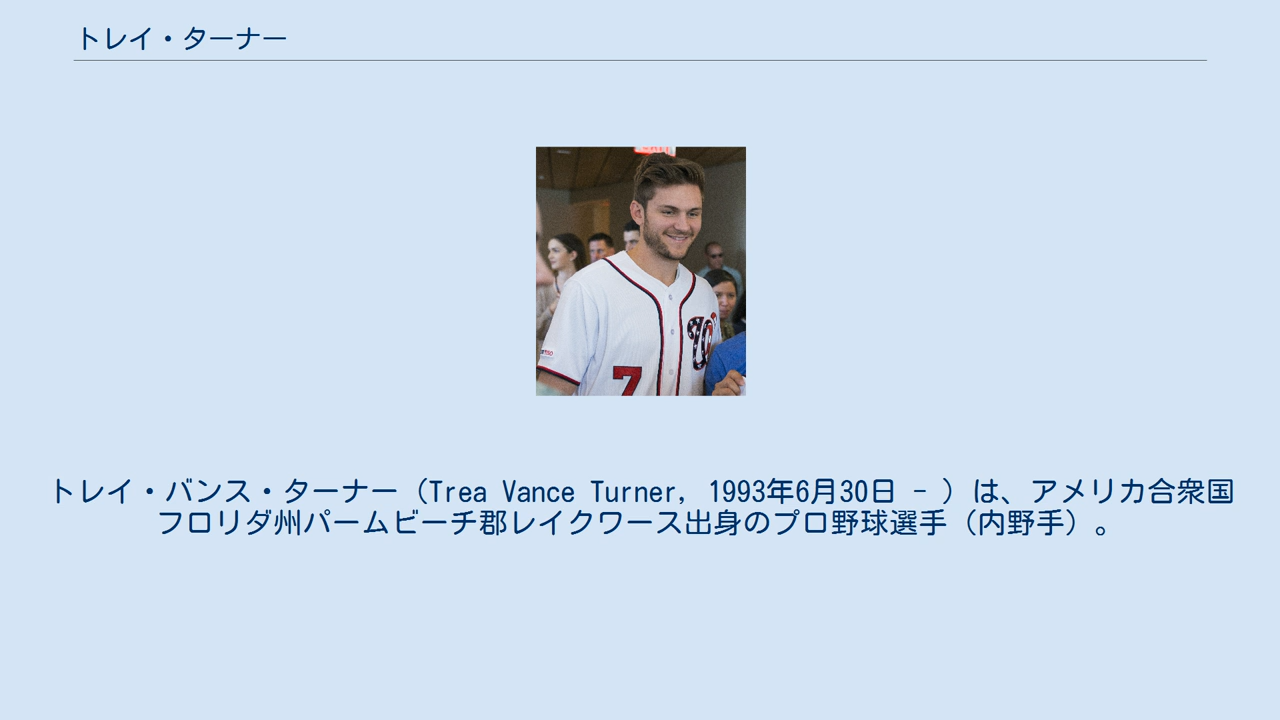 トレイ・ターナー
7
トレイ・バンス・ターナー（Trea Vance Turner, 1993年6月30日 - ）は、アメリカ合衆国
フロリダ州パームビーチ郡レイクワース出身のプロ野球選手（内野手）。